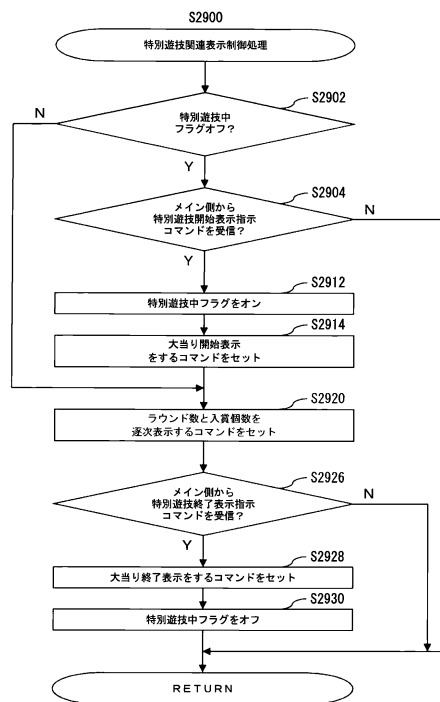 S2900
特別遊技関連表示制御処理
S2902
N
特別遊技中
フラグオフ?
Y
S2904
メイン側から
特別遊技開始表示指示
コマンドを受信?
N
Y
S2912
特別遊技中フラグをオン
S2914
大当り開始表示
をするコマンドをセット
S2920
ラウンド数と入賞個数を
逐次表示するコマンドをセット
S2926
メイン側から
特別遊技終了表示指示
コマンドを受信?
N
Y
S2928
大当り終了表示をするコマンドをセット
S2930
特別遊技中フラグをオフ
RETURN